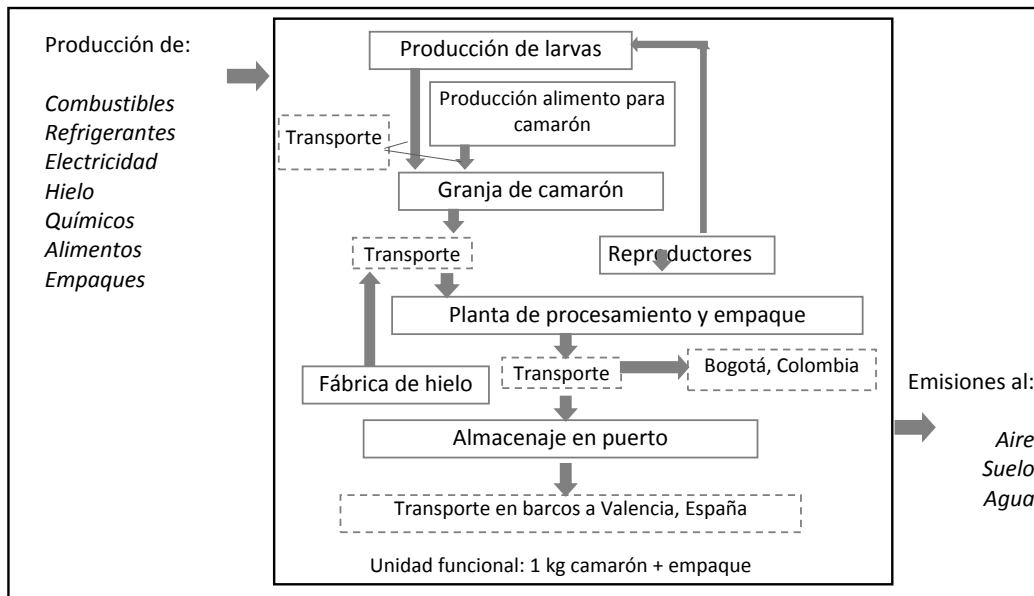 Producción de:
Combustibles
Refrigerantes
Electricidad
Hielo
Químicos
Alimentos
Empaques
Producción de larvas
Producción alimento para
camarón
Transporte
Granja de camarón
Transporte
Reproductores
Planta de procesamiento y empaque
Fábrica de hielo
Transporte
Bogotá, Colombia
Almacenaje en puerto
Transporte en barcos a Valencia, España
Unidad funcional: 1 kg camarón + empaque
Emisiones al:
Aire
Suelo
Agua